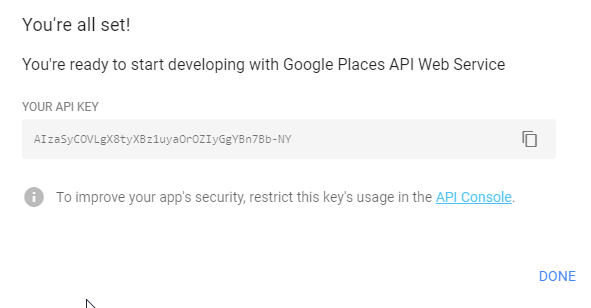 You're all set!
You're ready to start developing with Google Places API Web Service
YOUR API KEY
AIzaSyCOVLgX8tyXBz1uyaOrOZIyGgYBn7Bb-NY
To improve your app's security, restrict this key's usage in the API Console.
DONE